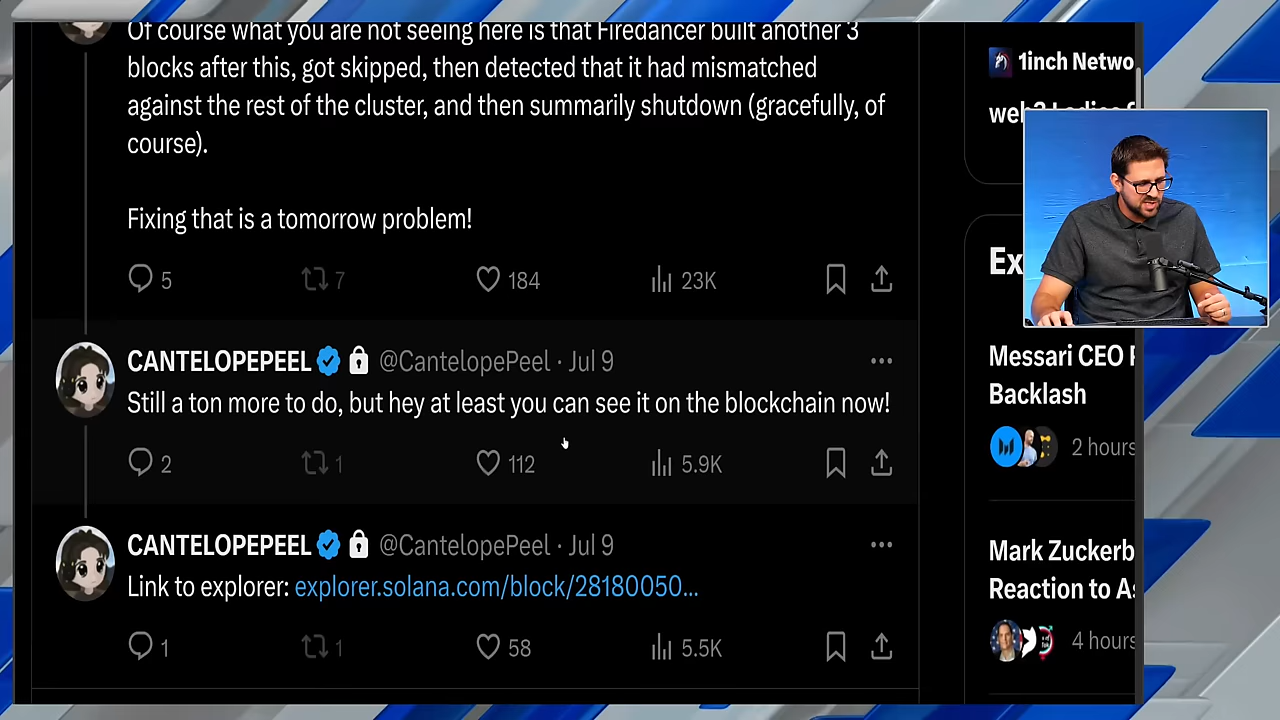 Of course what you are not seeing here is that Firedancer built another 3
blocks after this, got skipped, then detected that it had mismatched
against the rest of the cluster, and then summarily shutdown (gracefully, of
course).
Fixing that is a tomorrow problem!
5 7 184 23K
CANTELOPEPEEL @CantelopePeel · Jul 9
Still a ton more to do, but hey at least you can see it on the blockchain now!
2 1 112 5.9K
CANTELOPEPEEL @CantelopePeel · Jul 9
Link to explorer: explorer.solana.com/block/28180050...
1 1 58 5.5K
1inch Netwo
Ex
Messari CEO
Backlash
2 hours
Mark Zuckerb
Reaction to
4 hours